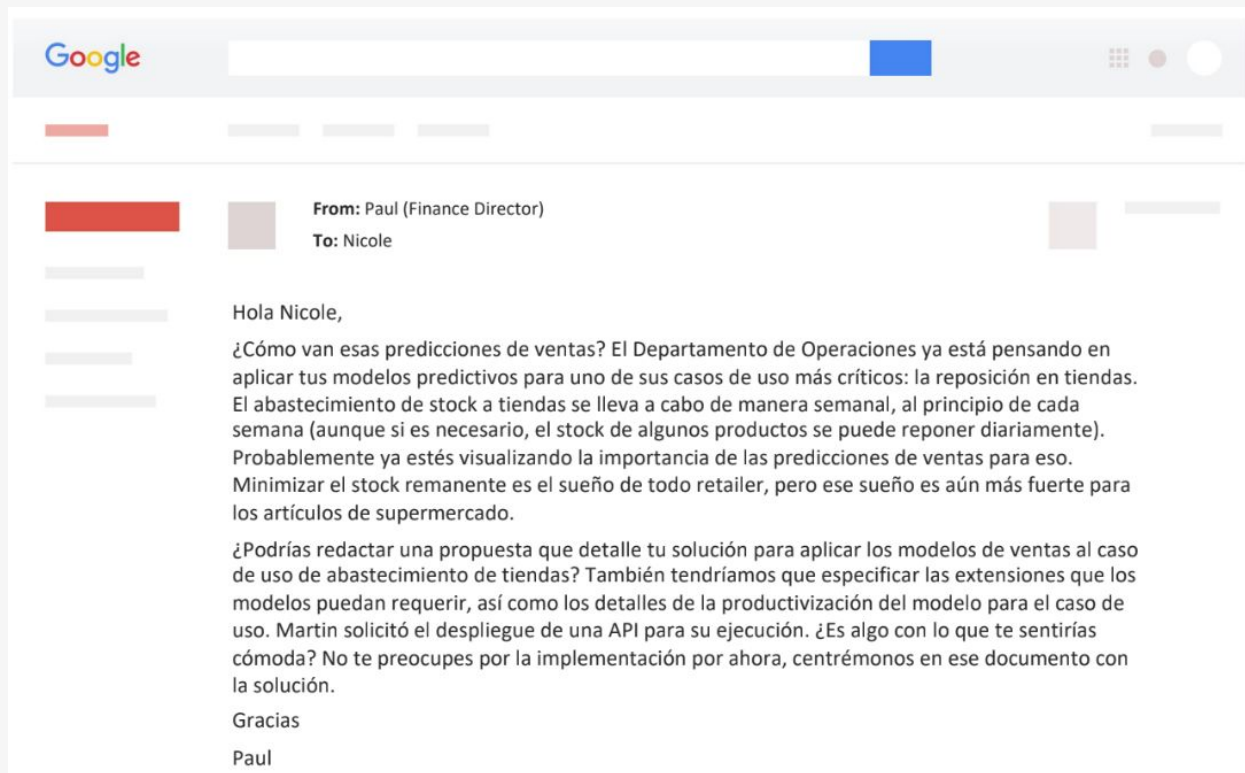 Google
From: Paul (Finance Director)
To: Nicole
Hola Nicole,
¿Cómo van esas predicciones de ventas? El Departamento de Operaciones ya está pensando en
aplicar tus modelos predictivos para uno de sus casos de uso más críticos: la reposición en tiendas.
El abastecimiento de stock a tiendas se lleva a cabo de manera semanal, al principio de cada
semana (aunque si es necesario, el stock de algunos productos se puede reponer diariamente).
Probablemente ya estés visualizando la importancia de las predicciones de ventas para eso.
Minimizar el stock remanente es el sueño de todo retailer, pero ese sueño es aún más fuerte para
los artículos de supermercado.
¿Podrías redactar una propuesta que detalle tu solución para aplicar los modelos de ventas al caso
de uso de abastecimiento de tiendas? También tendríamos que especificar las extensiones que los
modelos puedan requerir, así como los detalles de la productivización del modelo para el caso de
uso. Martin solicitó el despliegue de una API para su ejecución. ¿Es algo con lo que te sentirías
cómoda? No te preocupes por la implementación por ahora, centrémonos en ese documento con
la solución.
Gracias
Paul